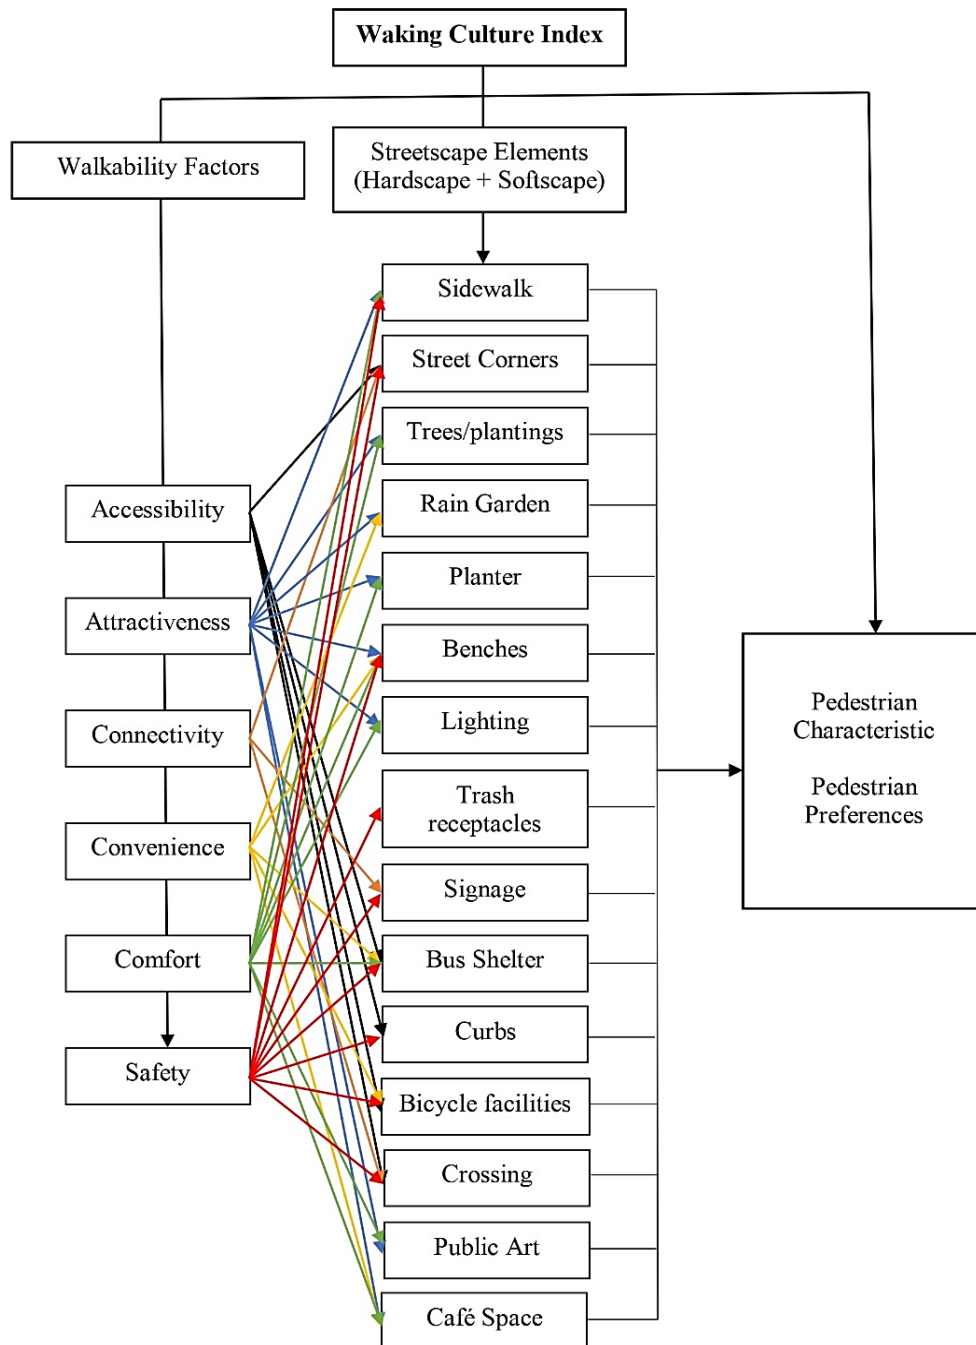 Waking Culture Index
Walkability Factors
Streetscape Elements
(Hardscape + Softscape)
Accessibility
Attractiveness
Connectivity
Convenience
Comfort
Safety
Sidewalk
Street Corners
Trees/plantings
Rain Garden
Planter
Benches
Lighting
Trash
receptacles
Signage
Bus Shelter
Curbs
Bicycle facilities
Crossing
Public Art
Café Space
Pedestrian
Characteristic
Pedestrian
Preferences